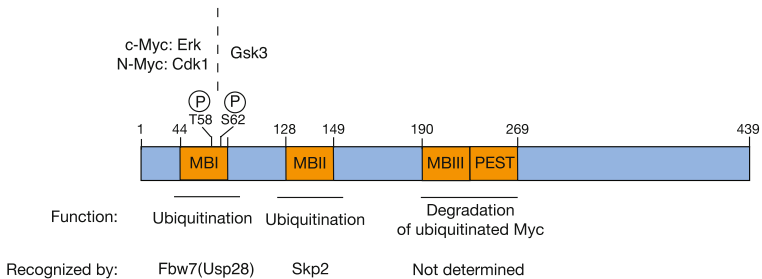 c-Myc: Erk
N-Myc: Cdk1
Gsk3
P P
T58 S62
1 44 128 149 190 269 439
MBI MBII MBIII PEST
Function: Ubiquitination Ubiquitination Degradation
of ubiquitinated Myc
Recognized by: Fbw7(Usp28) Skp2 Not determined